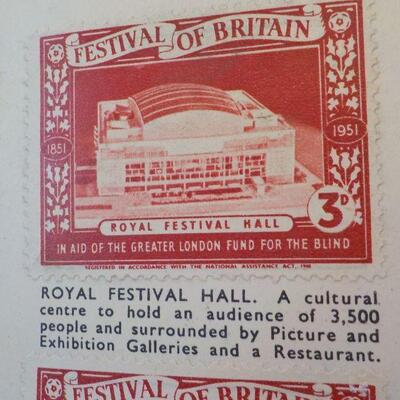 FESTIVAL OF BRITAIN
1851
1951
ROYAL FESTIVAL HALL
3D
IN AID OF THE GREATER LONDON FUND FOR THE BLIND
REGISTERED IN ACCORDANCE WITH THE NATIONAL ASSISTANCE ACT, 1948
ROYAL FESTIVAL HALL. A cultural
centre to hold an audience of 3,500
people and surrounded by Picture and
Exhibition Galleries and a Restaurant.
FESTIVAL OF BRITAIN